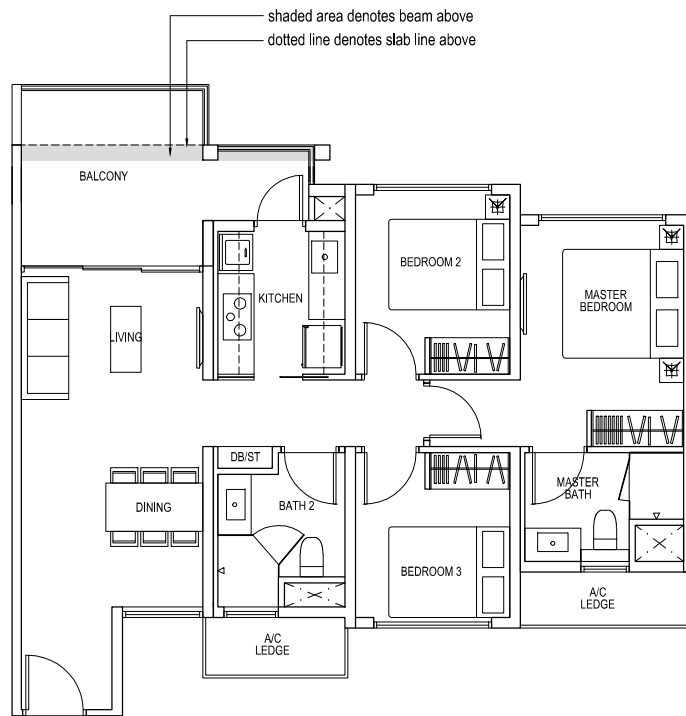 shaded area denotes beam above
dotted line denotes slab line above
BALCONY
BEDROOM 2
KITCHEN
MASTER
BEDROOM
LIVING
DB/ST
MASTER
BATH
DINING
BATH 2
BEDROOM 3
A/C
LEDGE
A/C
LEDGE